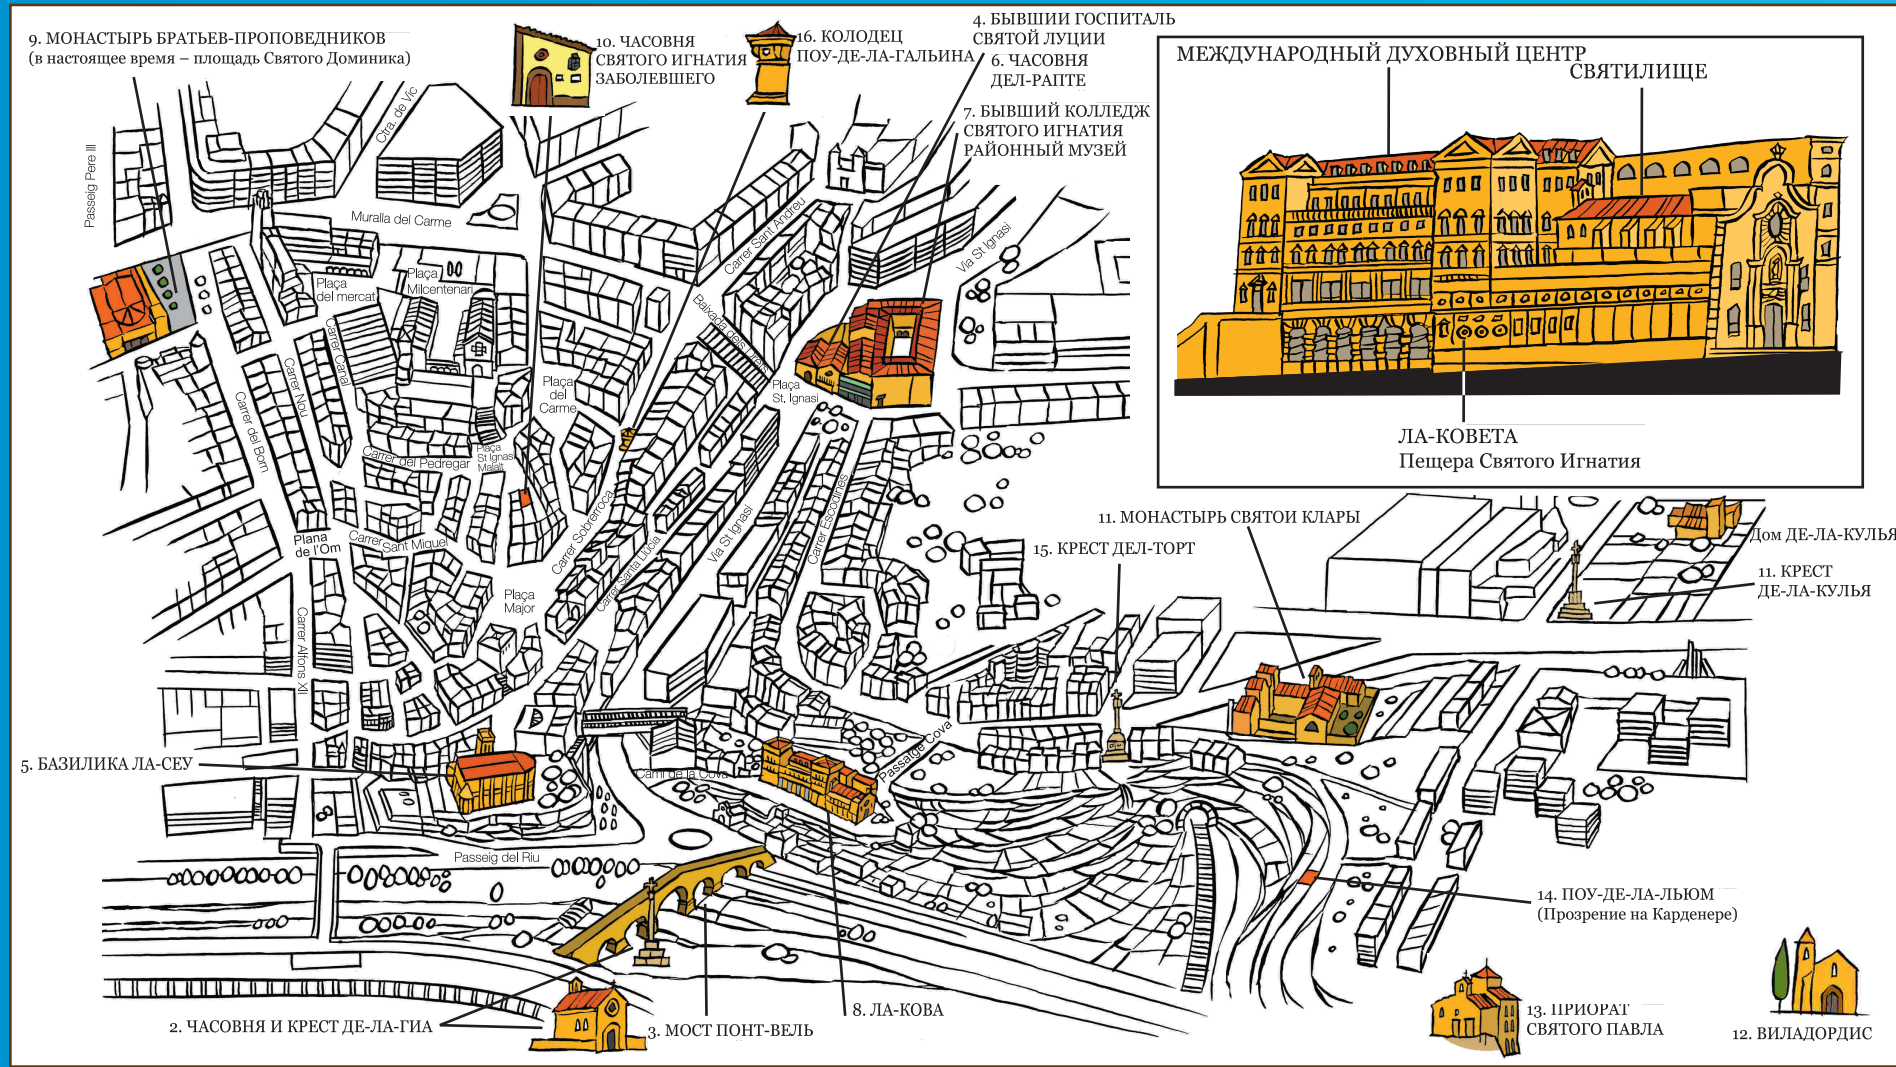 9. МОНАСТЫРЬ БРАТЬЕВ-ПРОПОВЕДНИКОВ
(в настоящее время – площадь Святого Доминика)
10. ЧАСОВНЯ
СВЯТОГО ИГНАТИЯ
ЗАБОЛЕВШЕГО
16. КОЛОДЕЦ
ПОУ-ДЕ-ЛА-ГАЛЬИНА
4. БЫВШИИ ГОСПИТАЛЬ
СВЯТОЙ ЛУЦИИ
6. ЧАСОВНЯ
ДЕЛ-РАПТЕ
7. БЫВШИЙ КОЛЛЕДЖ
СВЯТОГО ИГНАТИЯ
РАЙОННЫЙ МУЗЕЙ
МЕЖДУНАРОДНЫЙ ДУХОВНЫЙ ЦЕНТР
СВЯТИЛИЩЕ
ЛА-КОВЕТА
Пещера Святого Игнатия
Passeig Pere III
Ctra. de Vic
Muralla del Carme
Plaça
del mercat
Plaça
Milcentenari
Carrer Sant Andreu
Via St Ignasi
Baixada dels Drets
Plaça
St. Ignasi
Carrer Canal
Carrer Nou
Carrer del Born
Plaça
del
Carme
Carrer del Pedregar
Plaça
St Ignasi
Malalt
Plana
de l'Om
Carrer Sant Miquel
Carrer Sobrerroca
Carrer Santa Llúcia
Via St Ignasi
Carrer Escodines
Plaça
Major
Carrer Alfons XII
11. МОНАСТЫРЬ СВЯТОИ КЛАРЫ
15. КРЕСТ ДЕЛ-ТОРТ
Дом ДЕ-ЛА-КУЛЬЯ
11. КРЕСТ
ДЕ-ЛА-КУЛЬЯ
5. БАЗИЛИКА ЛА-СЕУ
Camí de la Cova
Passatge Cova
Passeig del Riu
14. ПОУ-ДЕ-ЛА-ЛЬЮМ
(Прозрение на Карденере)
2. ЧАСОВНЯ И КРЕСТ ДЕ-ЛА-ГИА
3. МОСТ ПОНТ-ВЕЛЬ
8. ЛА-КОВА
13. ПРИОРАТ
СВЯТОГО ПАВЛА
12. ВИЛАДОРДИС